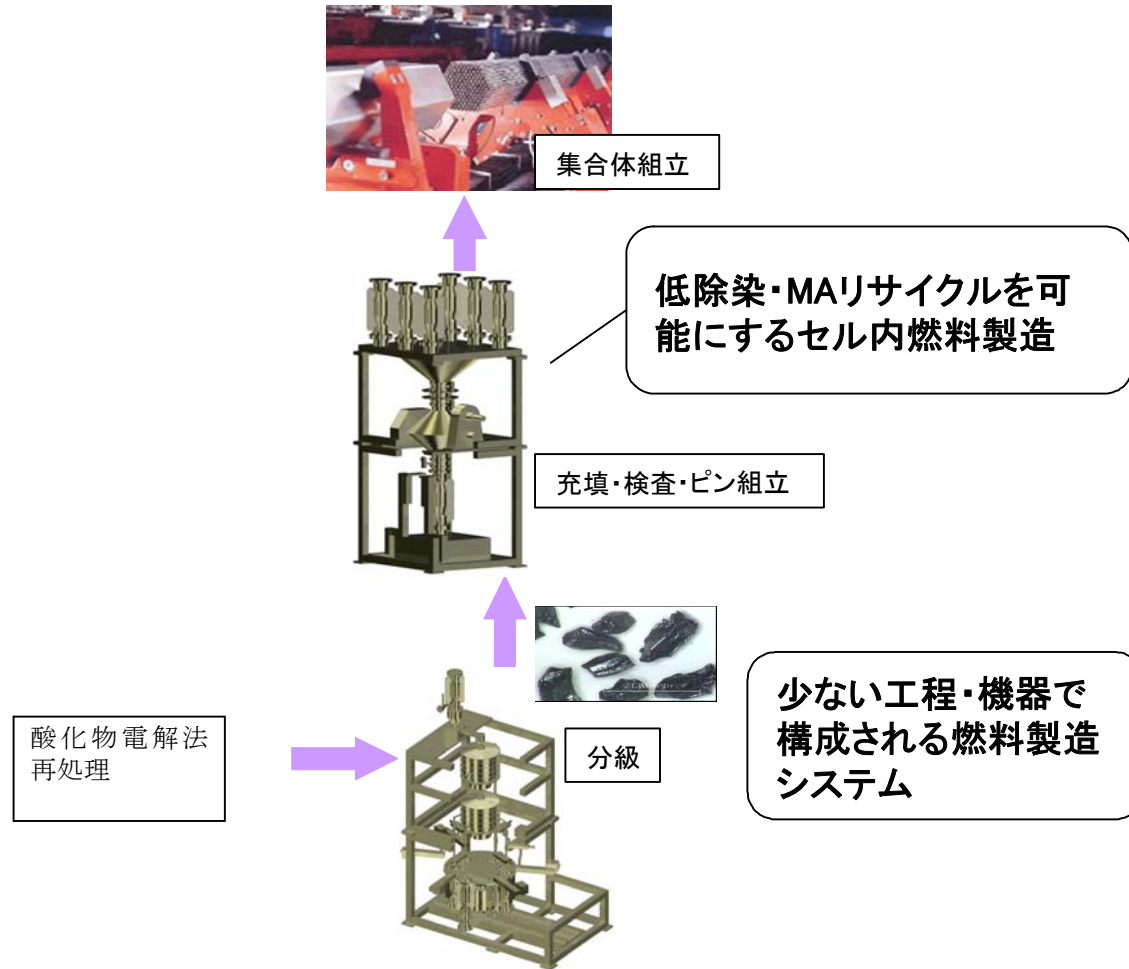 集合体組立
低除染・MAリサイクルを可
能にするセル内燃料製造
充填・検査・ピン組立
少ない工程・機器で
構成される燃料製造
システム
分級
酸化物電解法
再処理